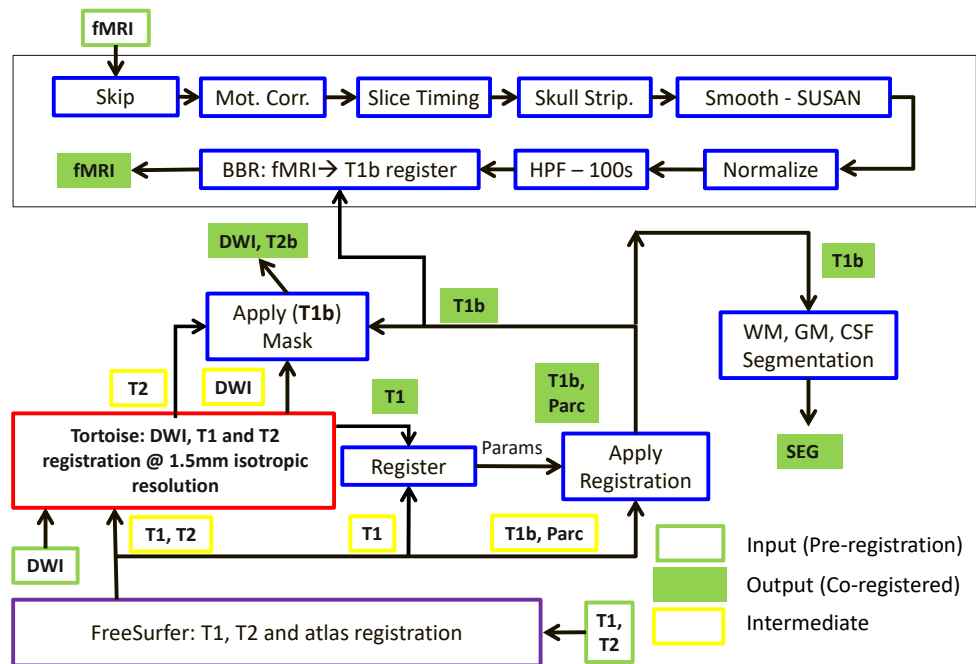 fMRI
Skip
Mot. Corr.
Slice Timing
Skull Strip.
Smooth - SUSAN
fMRI
BBR: fMRI→ T1b register
HPF – 100s
Normalize
DWI, T2b
T1b
Apply (T1b)
Mask
T1b
WM, GM, CSF
Segmentation
T2
DWI
T1
T1b,
Parc
Tortoise: DWI, T1 and T2
registration @ 1.5mm isotropic
resolution
Register
Params
Apply
Registration
SEG
DWI
T1, T2
T1
T1b, Parc
Input (Pre-registration)
Output (Co-registered)
Intermediate
FreeSurfer: T1, T2 and atlas registration
T1,
T2